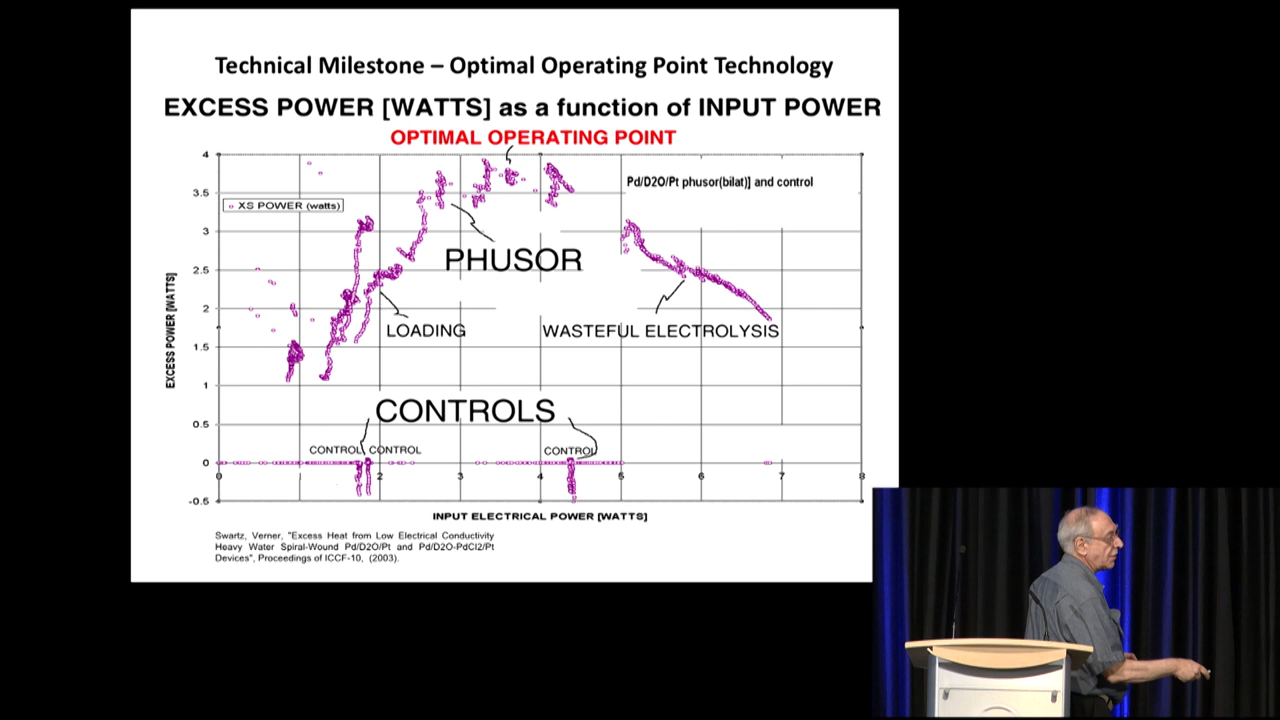 Technical Milestone – Optimal Operating Point Technology
EXCESS POWER [WATTS] as a function of INPUT POWER
OPTIMAL OPERATING POINT
4
3.5
3
2.5
2
1.5
1
0.5
0
-0.5
EXCESS POWER [WATTS]
XS POWER (watts)
Pd/D2O/Pt phusor(bilat)] and control
PHUSOR
LOADING
WASTEFUL ELECTROLYSIS
CONTROLS
CONTROL
CONTROL
CONTROL
0 1 2 3 4 5 6 7 8
INPUT ELECTRICAL POWER [WATTS]
Swartz, Verner, "Excess Heat from Low Electrical Conductivity
Heavy Water Spiral-Wound Pd/D2O/Pt and Pd/D2O-PdCl2/Pt
Devices", Proceedings of ICCF-10, (2003).